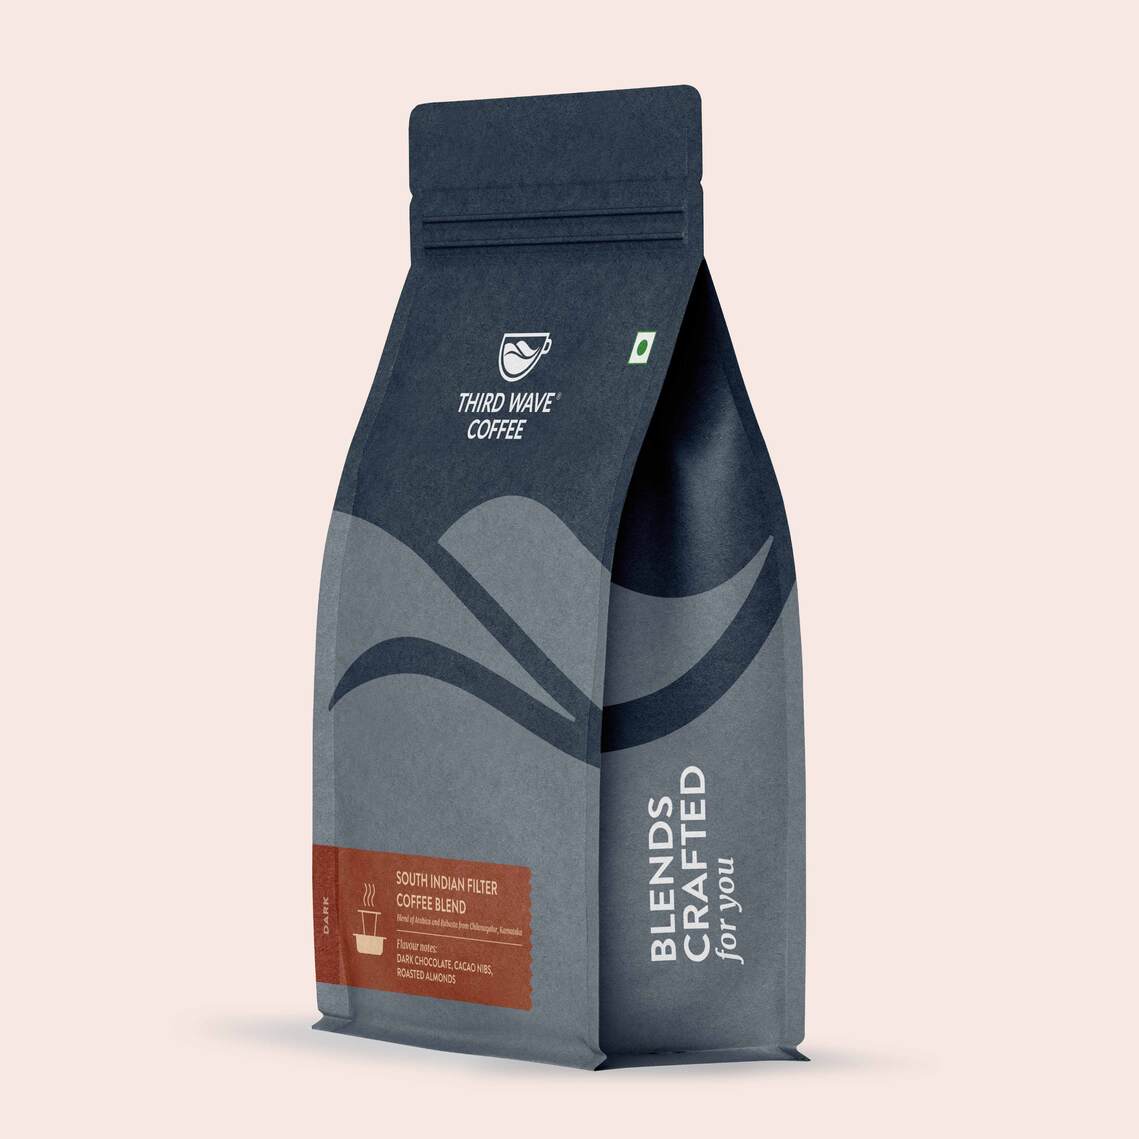 THIRD WAVE®
COFFEE
DARK
SOUTH INDIAN FILTER
COFFEE BLEND
Blend of Arabica and Robusta from Chikmagalur, Karnataka
Flavour notes:
DARK CHOCOLATE, CACAO NIBS,
ROASTED ALMONDS
BLENDS
CRAFTED
for you